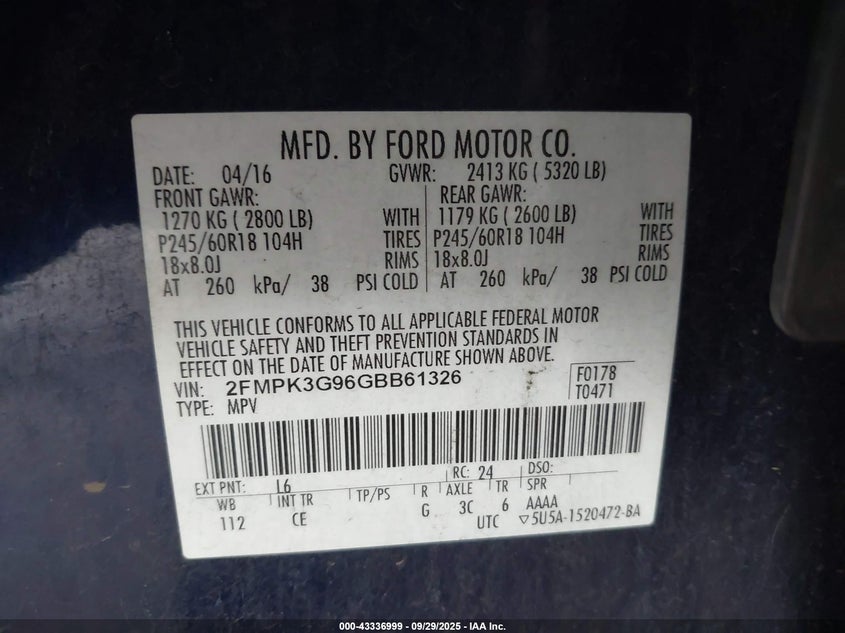 MFD. BY FORD MOTOR CO.
DATE: 04/16 GVWR: 2413 KG ( 5320 LB)
FRONT GAWR: REAR GAWR:
1270 KG ( 2800 LB) WITH 1179 KG ( 2600 LB) WITH
P245/60R18 104H TIRES P245/60R18 104H TIRES
18x8.0J RIMS 18x8.0J RIMS
AT 260 kPa/ 38 PSI COLD AT 260 kPa/ 38 PSI COLD
THIS VEHICLE CONFORMS TO ALL APPLICABLE FEDERAL MOTOR
VEHICLE SAFETY AND THEFT PREVENTION STANDARDS IN
EFFECT ON THE DATE OF MANUFACTURE SHOWN ABOVE.
VIN: 2FMPK3G96GBB61326 F0178
TYPE: MPV T0471
EXT PNT: L6 RC: 24 DSO:
WB INT TR TP/PS R AXLE TR SPR
112 CE G 3C 6 AAAA
UTC ▽5U5A-1520472-BA
000-43336999 - 09/29/2025 - IAA Inc.